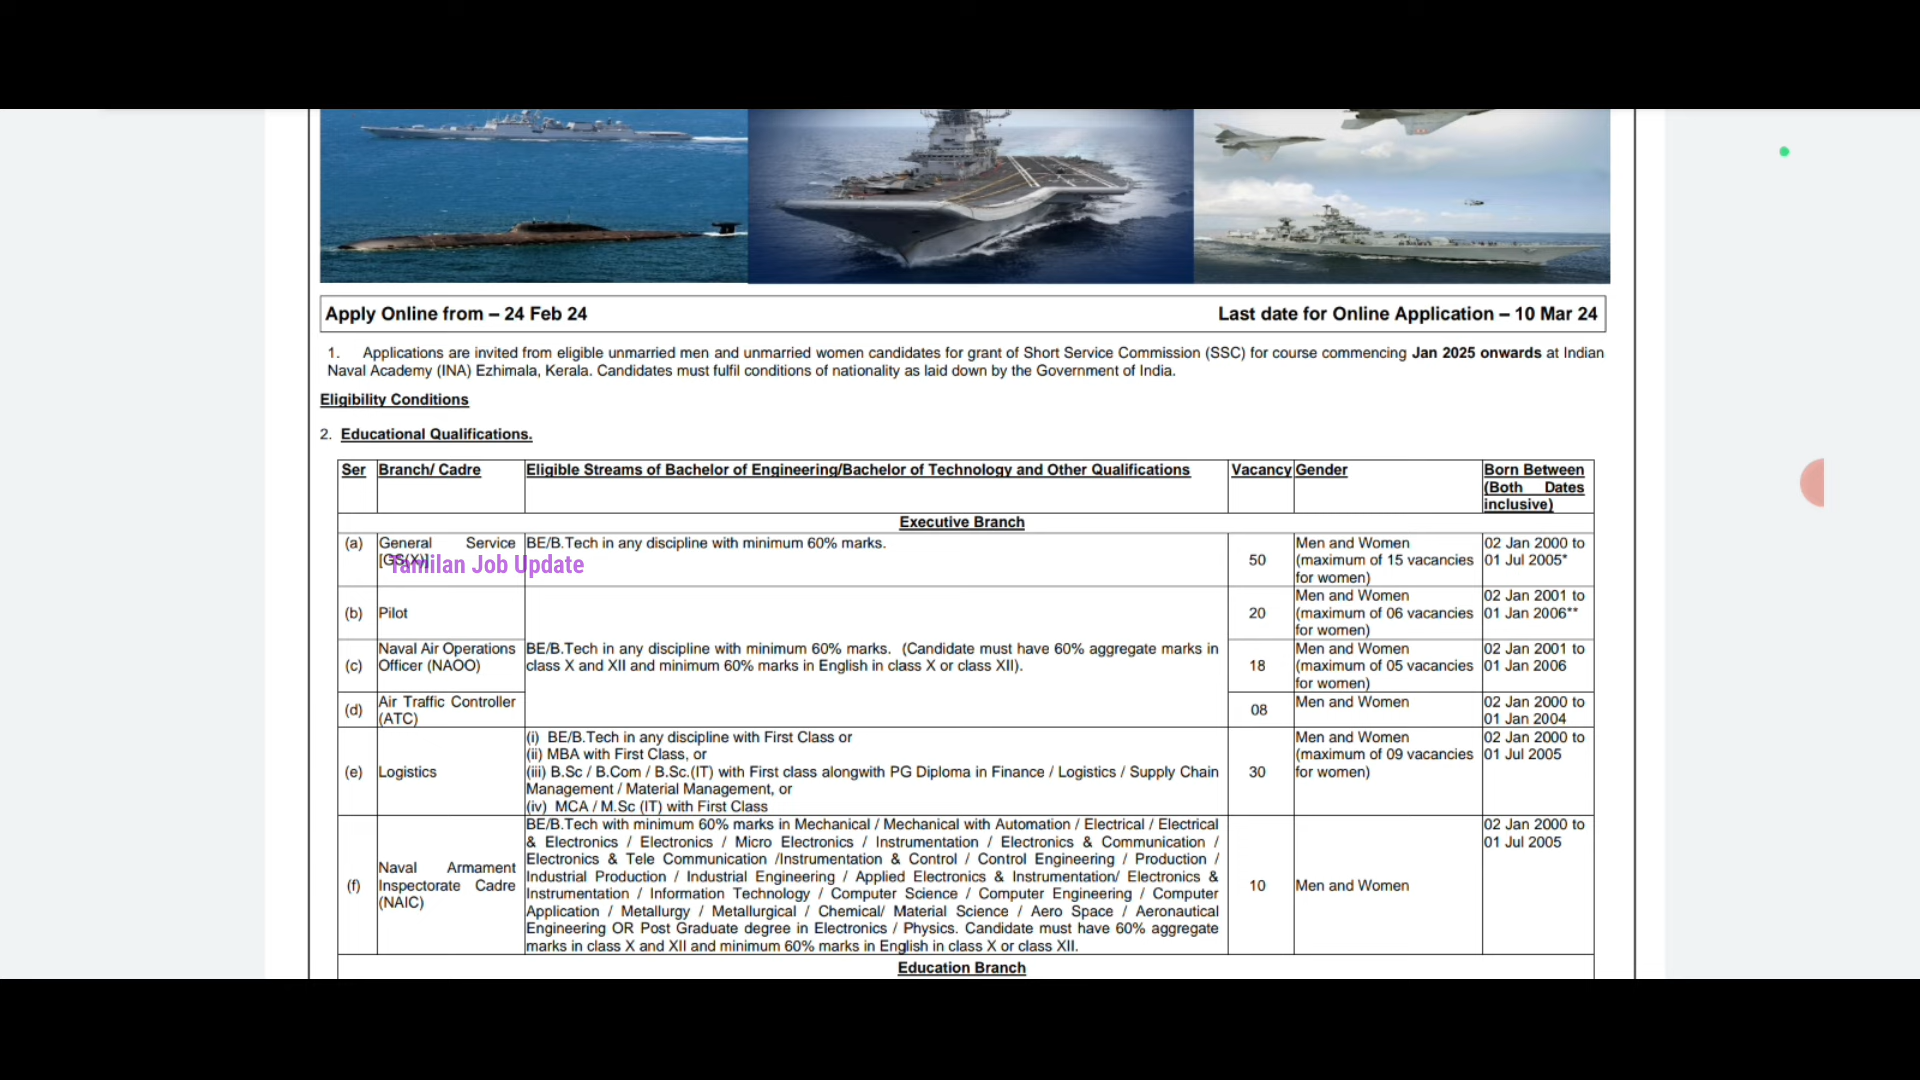 Apply Online from – 24 Feb 24 Last date for Online Application – 10 Mar 24
1. Applications are invited from eligible unmarried men and unmarried women candidates for grant of Short Service Commission (SSC) for course commencing Jan 2025 onwards at Indian
Naval Academy (INA) Ezhimala, Kerala. Candidates must fulfil conditions of nationality as laid down by the Government of India.
Eligibility Conditions
2. Educational Qualifications.
Ser Branch/ Cadre Eligible Streams of Bachelor of Engineering/Bachelor of Technology and Other Qualifications Vacancy Gender Born Between
(Both Dates
inclusive)
Executive Branch
(a) General Service
[GS(X)]
BE/B.Tech in any discipline with minimum 60% marks.
50
Men and Women
(maximum of 15 vacancies
for women)
02 Jan 2000 to
01 Jul 2005*
Tamilan Job Update
(b) Pilot
20
Men and Women
(maximum of 06 vacancies
for women)
02 Jan 2001 to
01 Jan 2006**
(c) Naval Air Operations
Officer (NAOO)
BE/B.Tech in any discipline with minimum 60% marks. (Candidate must have 60% aggregate marks in
class X and XII and minimum 60% marks in English in class X or class XII).
18
Men and Women
(maximum of 05 vacancies
for women)
02 Jan 2001 to
01 Jan 2006
(d) Air Traffic Controller
(ATC)
08
Men and Women
02 Jan 2000 to
01 Jan 2004
(e) Logistics
(i) BE/B.Tech in any discipline with First Class or
(ii) MBA with First Class, or
(iii) B.Sc / B.Com / B.Sc.(IT) with First class alongwith PG Diploma in Finance / Logistics / Supply Chain
Management / Material Management, or
(iv) MCA / M.Sc (IT) with First Class
30
Men and Women
(maximum of 09 vacancies
for women)
02 Jan 2000 to
01 Jul 2005
(f) Naval Armament
Inspectorate Cadre
(NAIC)
BE/B.Tech with minimum 60% marks in Mechanical / Mechanical with Automation / Electrical / Electrical
& Electronics / Electronics / Micro Electronics / Instrumentation / Electronics & Communication /
Electronics & Tele Communication /Instrumentation & Control / Control Engineering / Production /
Industrial Production / Industrial Engineering / Applied Electronics & Instrumentation/ Electronics &
Instrumentation / Information Technology / Computer Science / Computer Engineering / Computer
Application / Metallurgy / Metallurgical / Chemical/ Material Science / Aero Space / Aeronautical
Engineering OR Post Graduate degree in Electronics / Physics. Candidate must have 60% aggregate
marks in class X and XII and minimum 60% marks in English in class X or class XII.
10
Men and Women
02 Jan 2000 to
01 Jul 2005
Education Branch